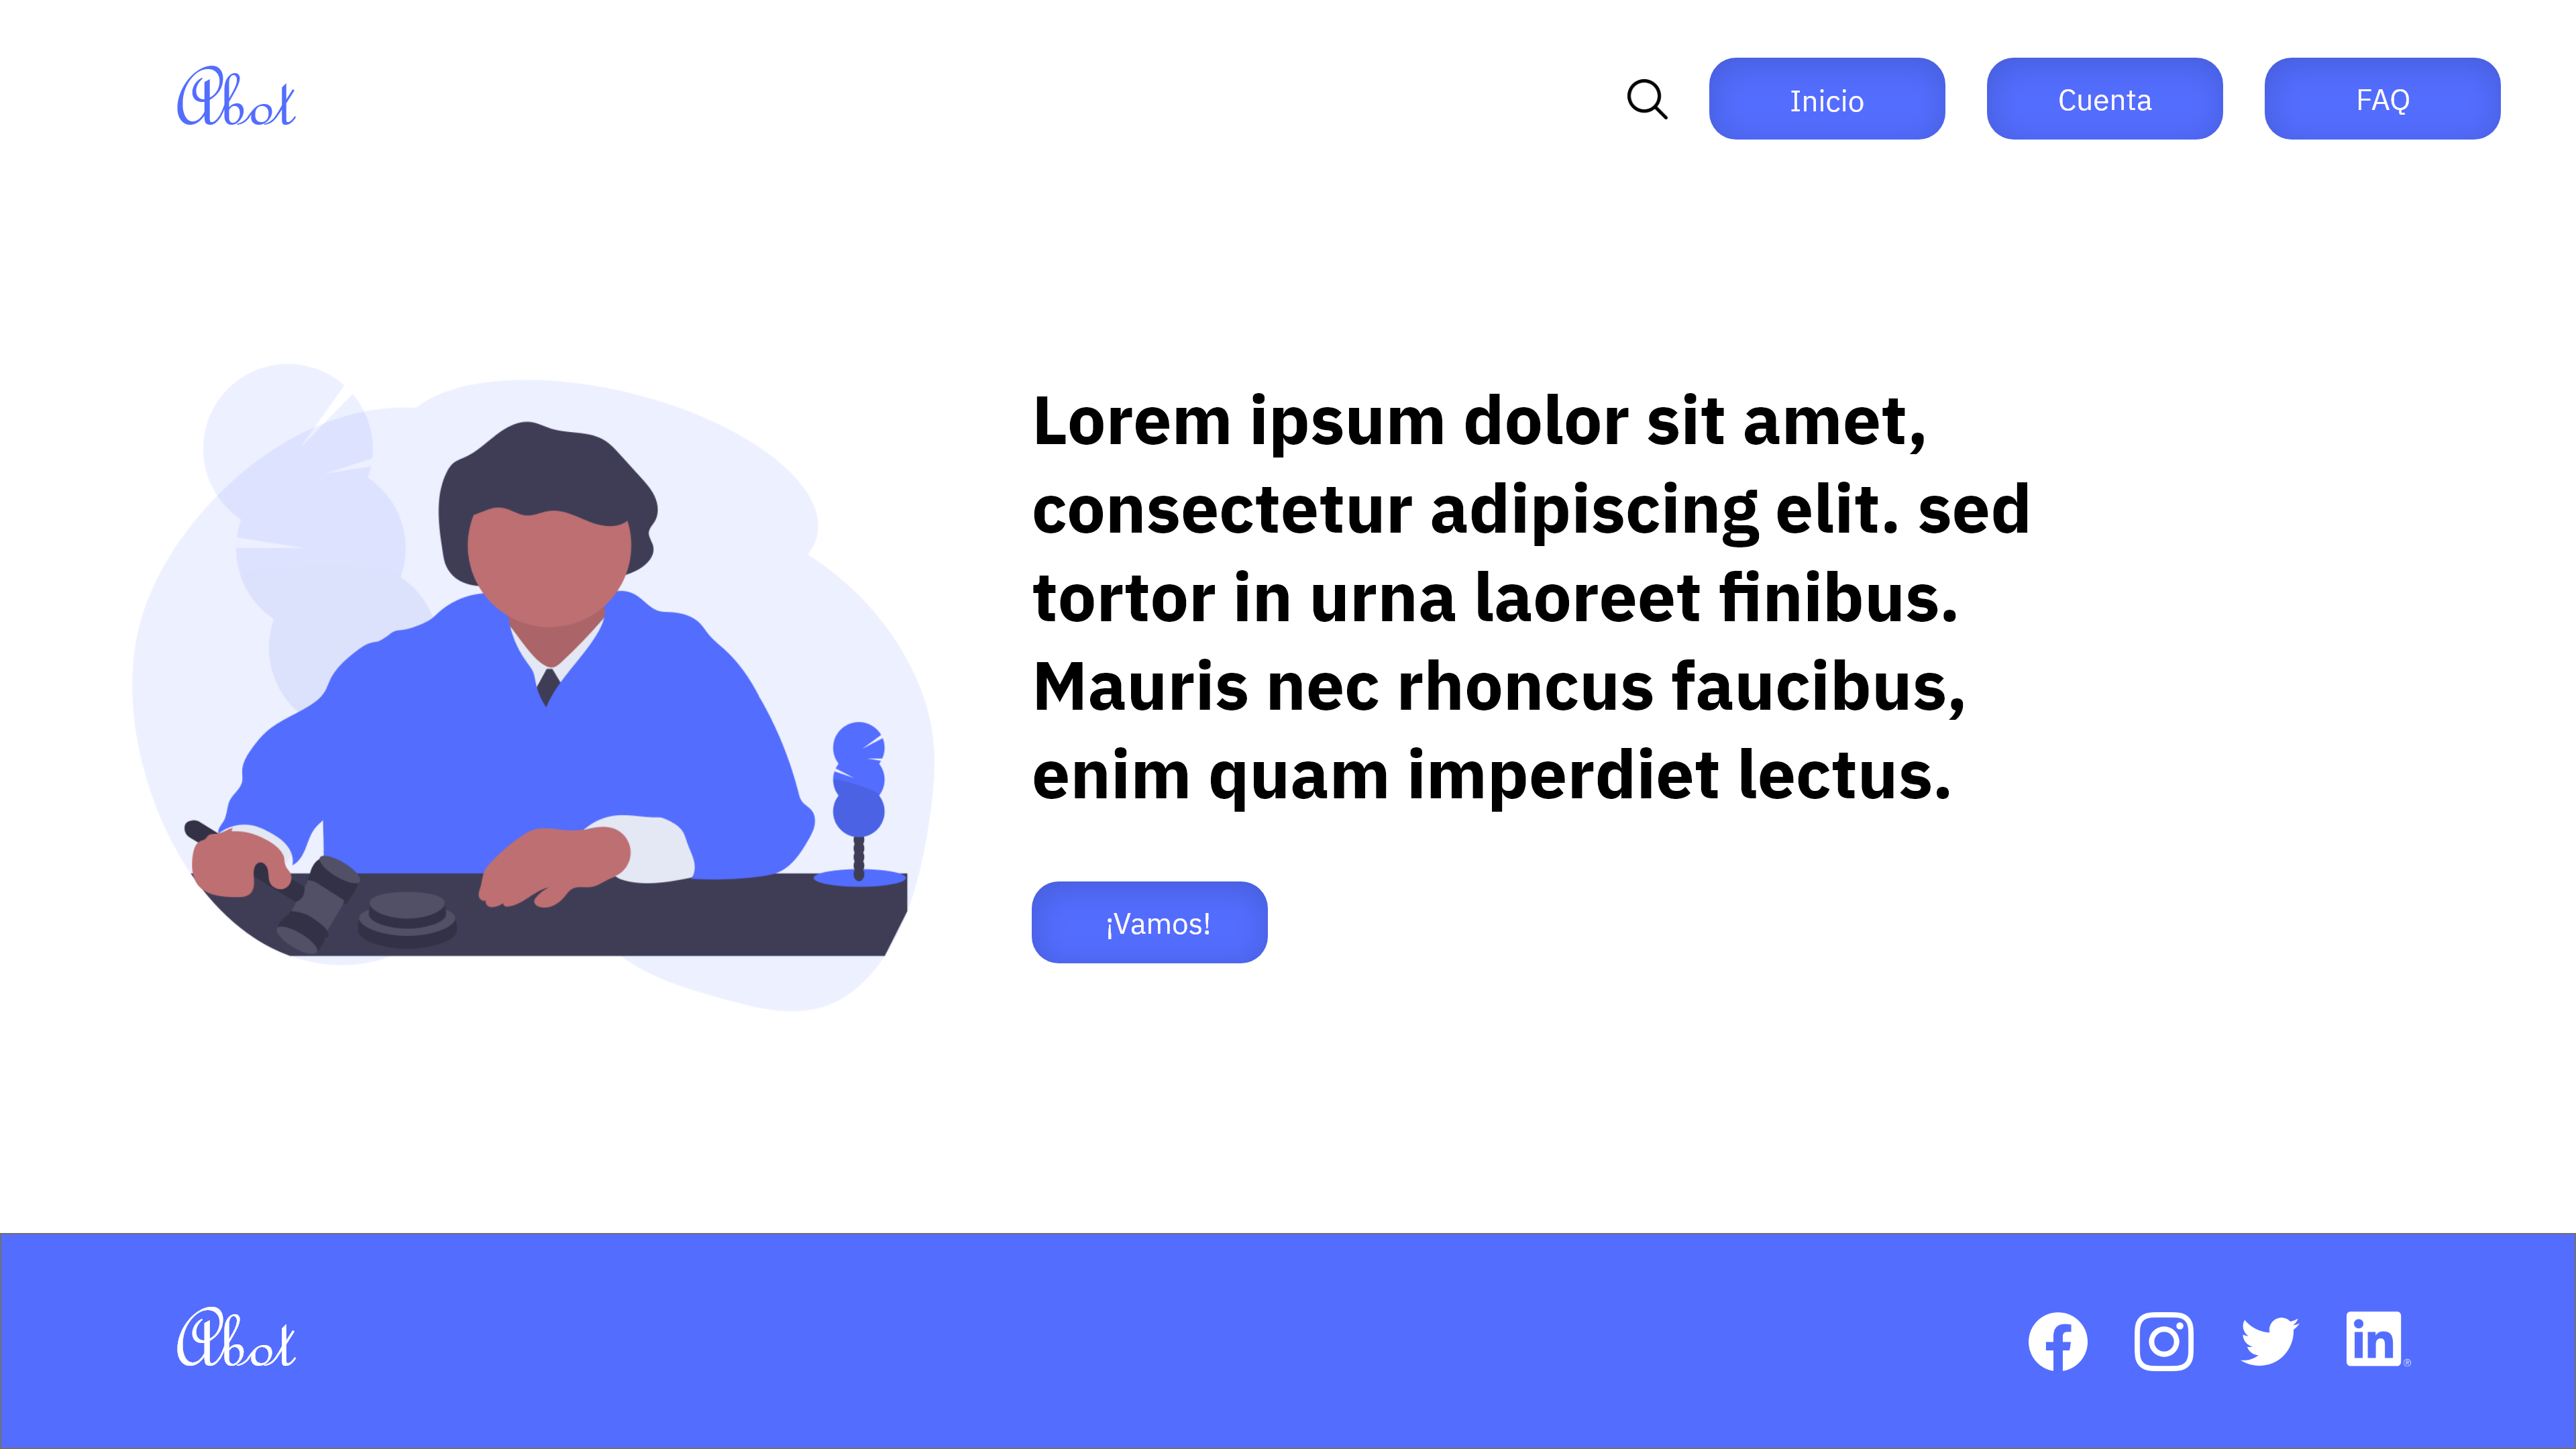 Abot
Inicio
Cuenta
FAQ
Lorem ipsum dolor sit amet,
consectetur adipiscing elit. sed
tortor in urna laoreet finibus.
Mauris nec rhoncus faucibus,
enim quam imperdiet lectus.
¡Vamos!
Abot
in®